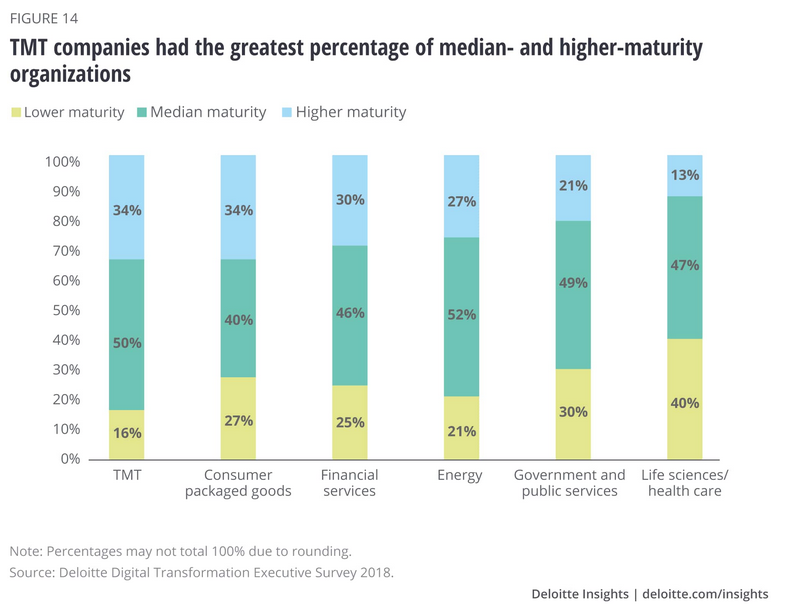 FIGURE 14
TMT companies had the greatest percentage of median- and higher-maturity
organizations
Lower maturity Median maturity Higher maturity
100%
90%
80%
70%
60%
50%
40%
30%
20%
10%
0%
34% 34% 30% 27% 21% 13%
50% 40% 46% 52% 49% 47%
16% 27% 25% 21% 30% 40%
TMT Consumer Financial Energy Government and Life sciences/
packaged goods services public services health care
Note: Percentages may not total 100% due to rounding.
Source: Deloitte Digital Transformation Executive Survey 2018.
Deloitte Insights | deloitte.com/insights